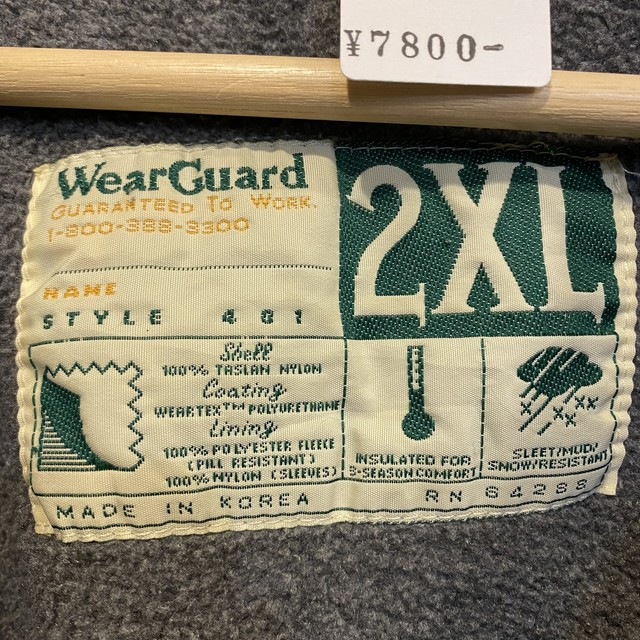 ¥7800-
WearGuard
GUARANTEED TO WORK.
1-800-388-3300
2XL
NAME
STYLE 401
Shell
100% TASLAN NYLON
Coating
WEARTEX™ POLYURETHANE
Lining
100% POLYESTER FLEECE
(PILL RESISTANT)
100% NYLON (SLEEVES)
INSULATED FOR
3-SEASON COMFORT
SLEET/MUD/
SNOW/RESISTANT
MADE IN KOREA
RN 64288